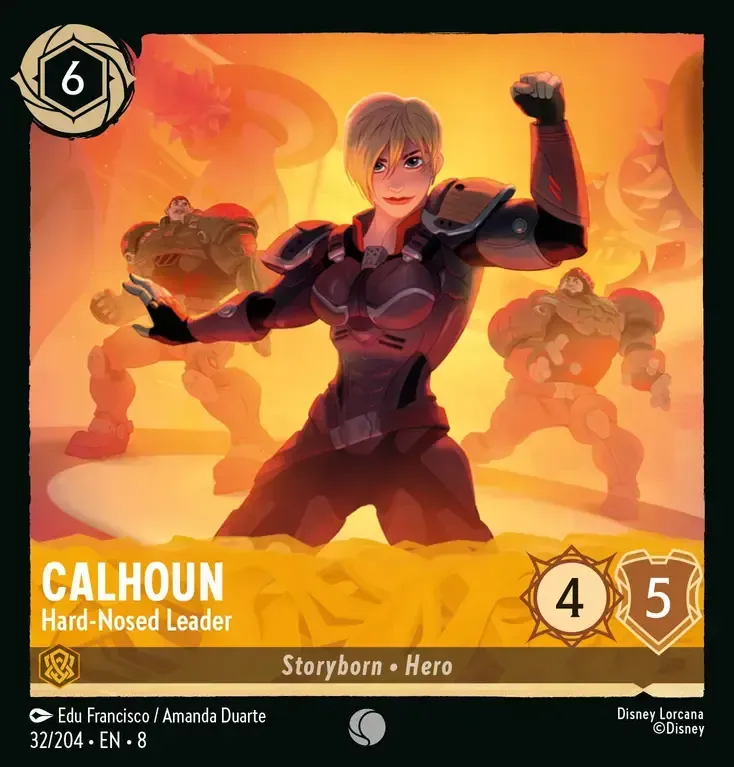 6
CALHOUN
Hard-Nosed Leader
4
5
Storyborn • Hero
Edu Francisco / Amanda Duarte
32/204 • EN • 8
Disney Lorcana
©Disney